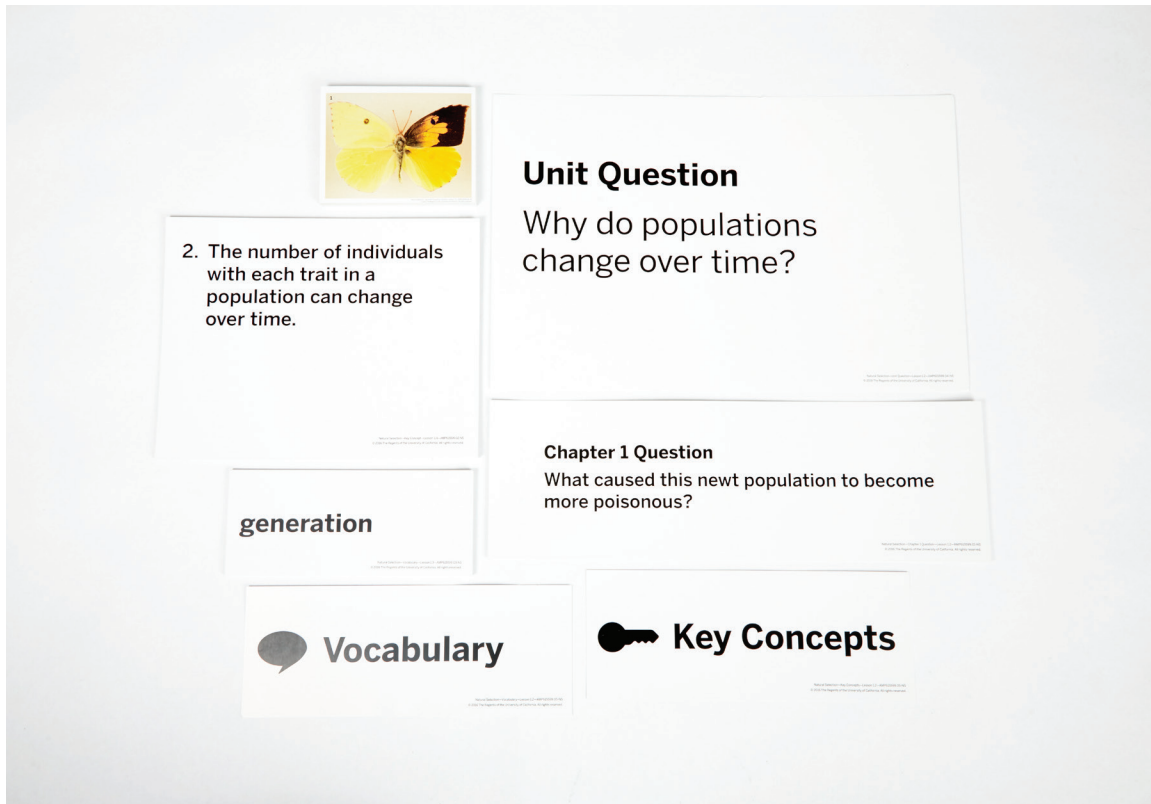 Unit Question
Why do populations
change over time?
2. The number of individuals
with each trait in a
population can change
over time.
Chapter 1 Question
What caused this newt population to become
more poisonous?
generation
Vocabulary
Key Concepts